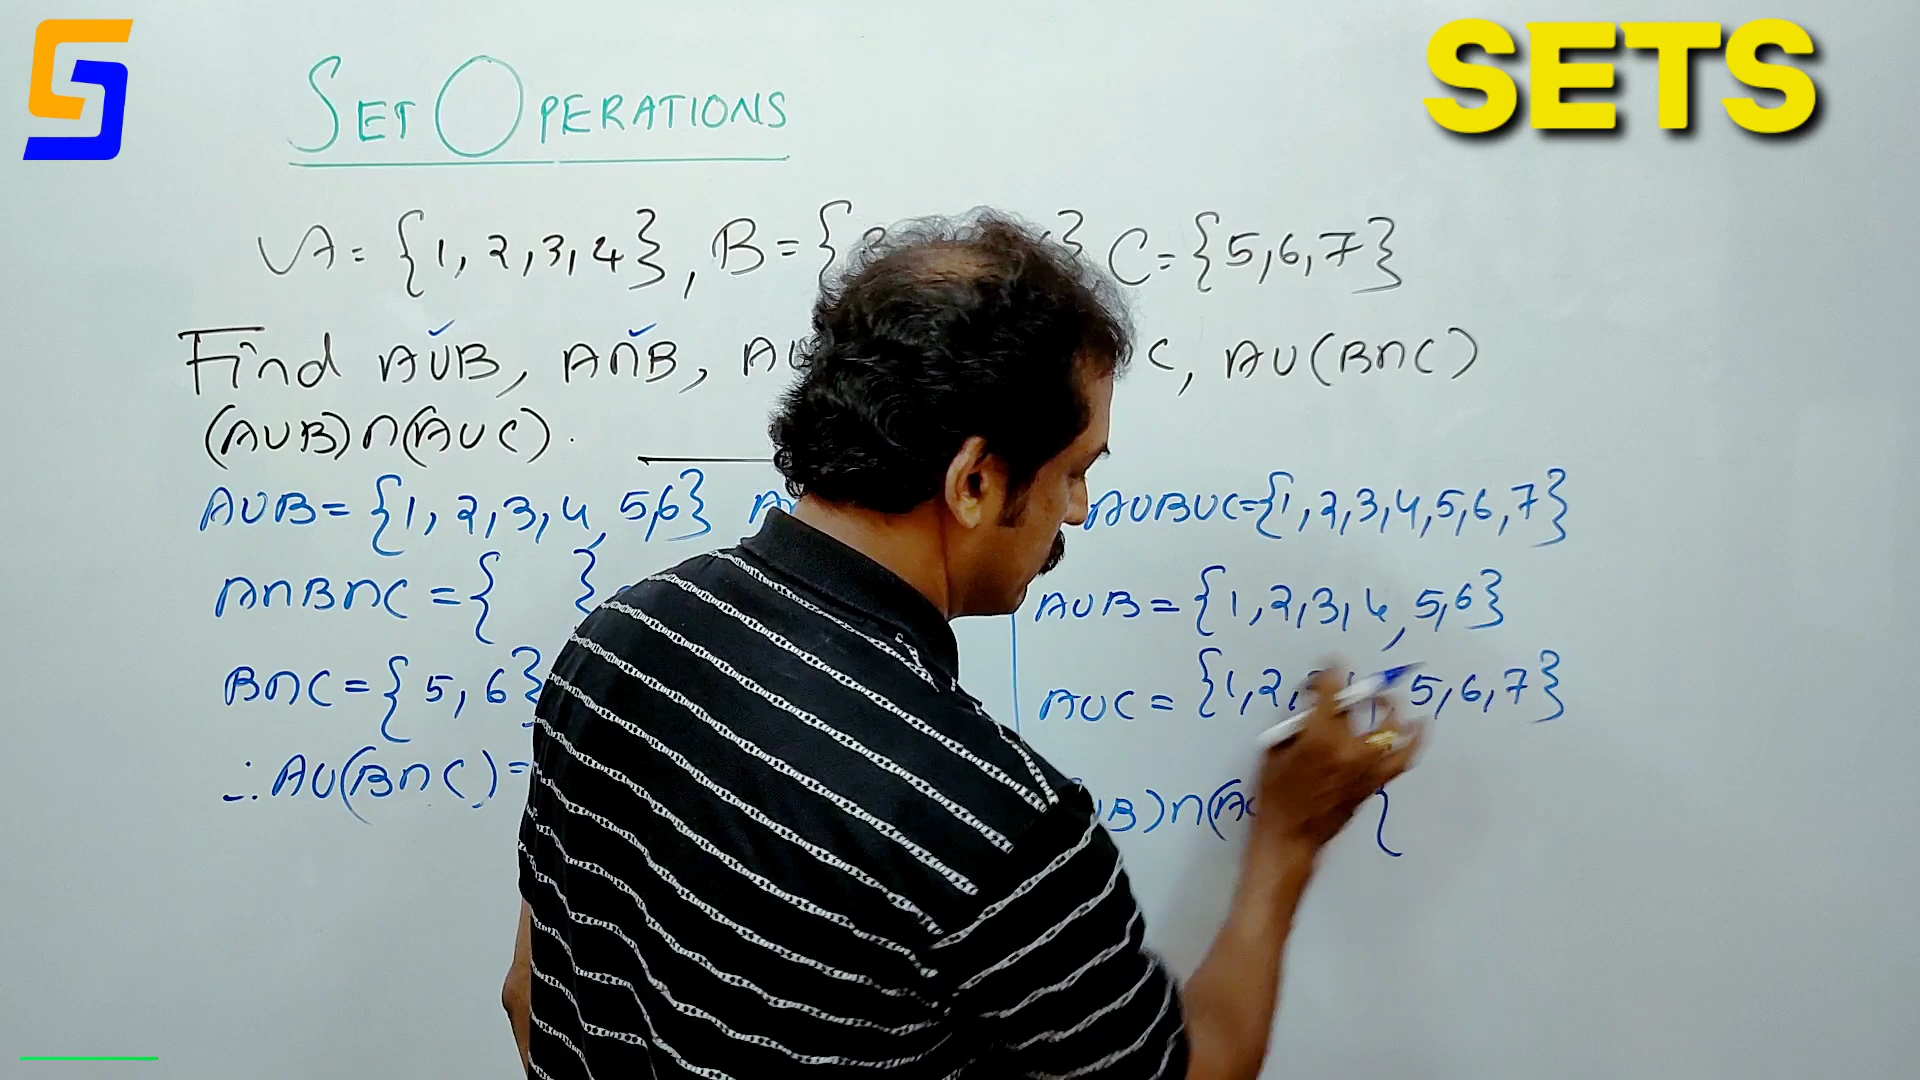 SETS
SET OPERATIONS
A = {1, 2, 3, 4}, B = { } C = {5, 6, 7}
Find A∪B, A∩B, A∪ C, A∪(B∩C)
(A∪B)∩(A∪C).
A∪B = {1, 2, 3, 4, 5, 6} A∪B∪C = {1, 2, 3, 4, 5, 6, 7}
A∩B∩C = { } A∪B = {1, 2, 3, 4, 5, 6}
B∩C = {5, 6} A∪C = {1, 2, 5, 6, 7}
∴ A∪(B∩C) = B)∩(A {